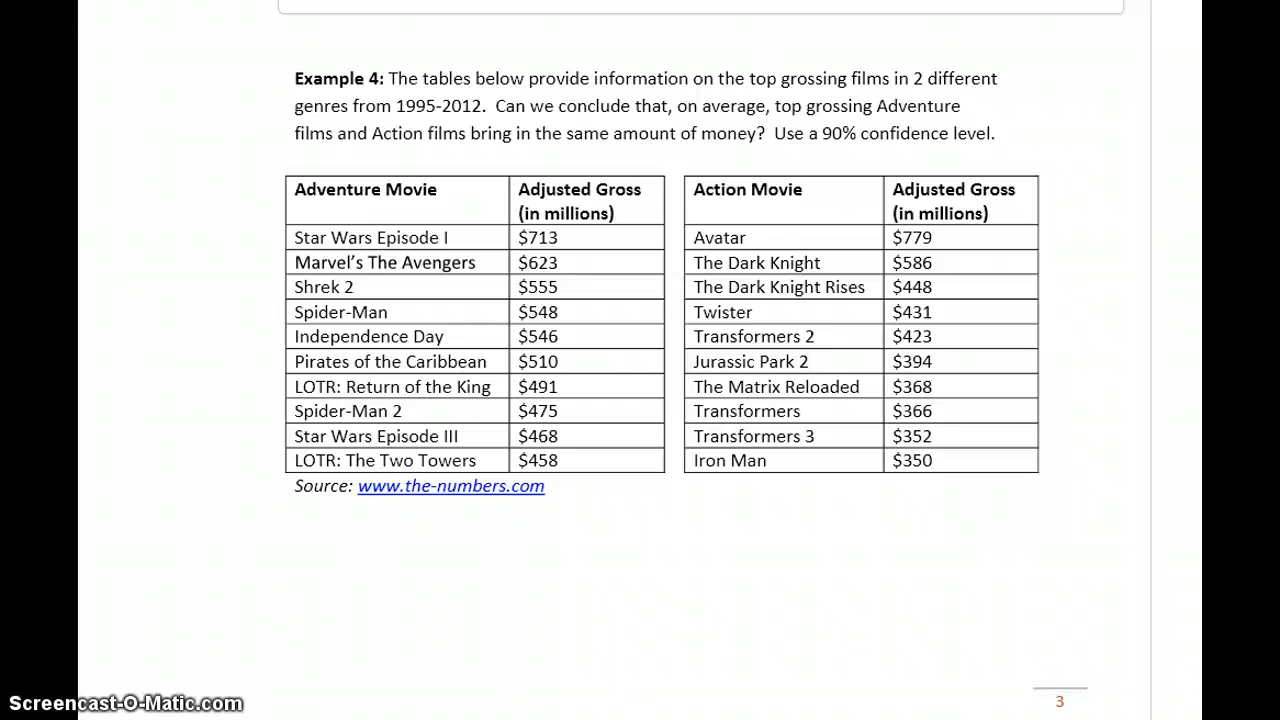 Example 4: The tables below provide information on the top grossing films in 2 different
genres from 1995-2012. Can we conclude that, on average, top grossing Adventure
films and Action films bring in the same amount of money? Use a 90% confidence level.
Adventure Movie Adjusted Gross (in millions)
Star Wars Episode I $713
Marvel’s The Avengers $623
Shrek 2 $555
Spider-Man $548
Independence Day $546
Pirates of the Caribbean $510
LOTR: Return of the King $491
Spider-Man 2 $475
Star Wars Episode III $468
LOTR: The Two Towers $458
Action Movie Adjusted Gross (in millions)
Avatar $779
The Dark Knight $586
The Dark Knight Rises $448
Twister $431
Transformers 2 $423
Jurassic Park 2 $394
The Matrix Reloaded $368
Transformers $366
Transformers 3 $352
Iron Man $350
Source: www.the-numbers.com
3
Screencast-O-Matic.com